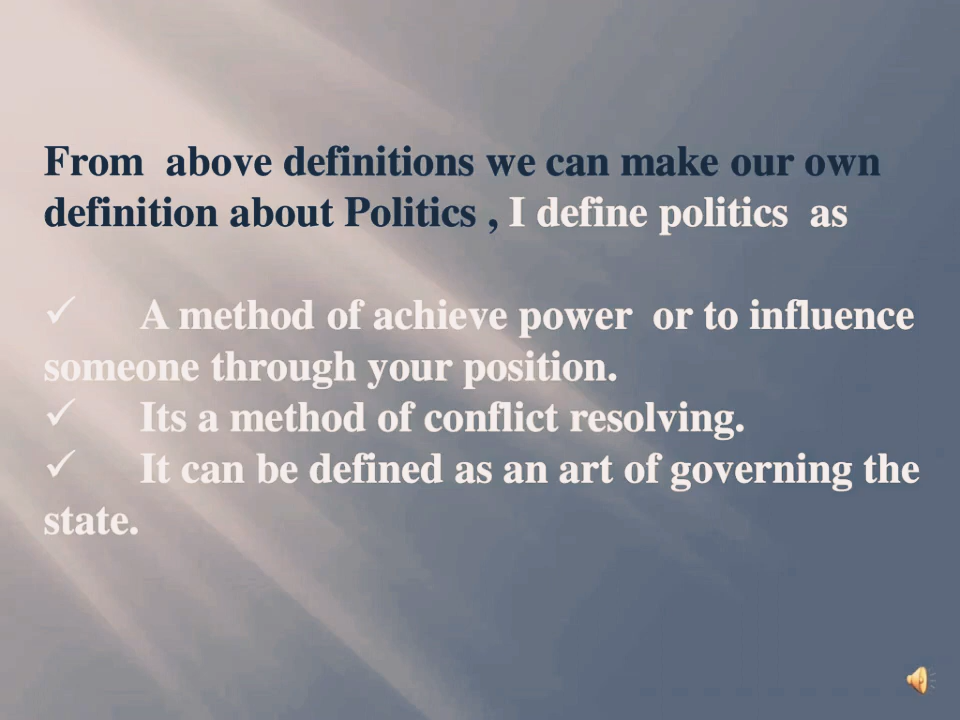 From  above definitions we can make our own
definition about Politics , I define politics  as
✓ A method of achieve power  or to influence
someone through your position.
✓ Its a method of conflict resolving.
✓ It can be defined as an art of governing the
state.